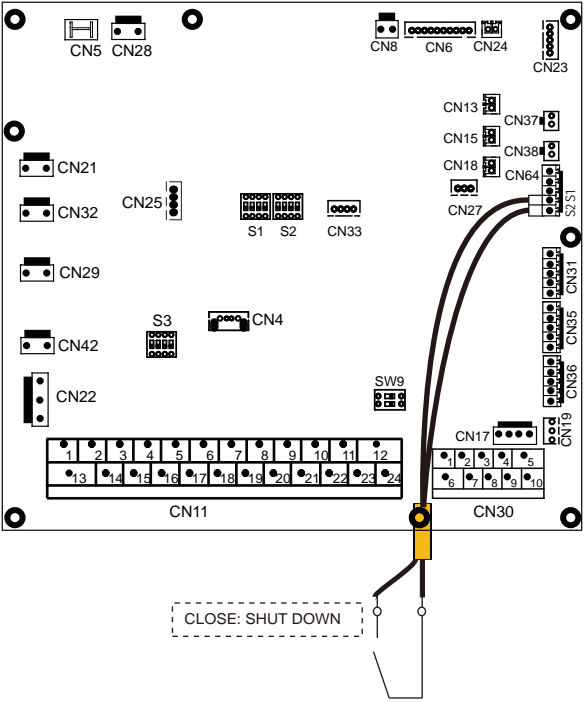 CN5 CN28 CN8 CN6 CN24
CN23
CN13 CN37
CN15 CN38
CN18 CN64
CN21
CN25 CN27 S2 S1
CN32 S1 S2 CN33
CN29 CN31
S3 CN4 CN35
CN42
SW9 CN36
CN22
CN17 CN19
1 2 3 4 5 6 7 8 9 10 11 12
1 2 3 4 5
13 14 15 16 17 18 19 20 21 22 23 24
6 7 8 9 10
CN11 CN30
CLOSE: SHUT DOWN